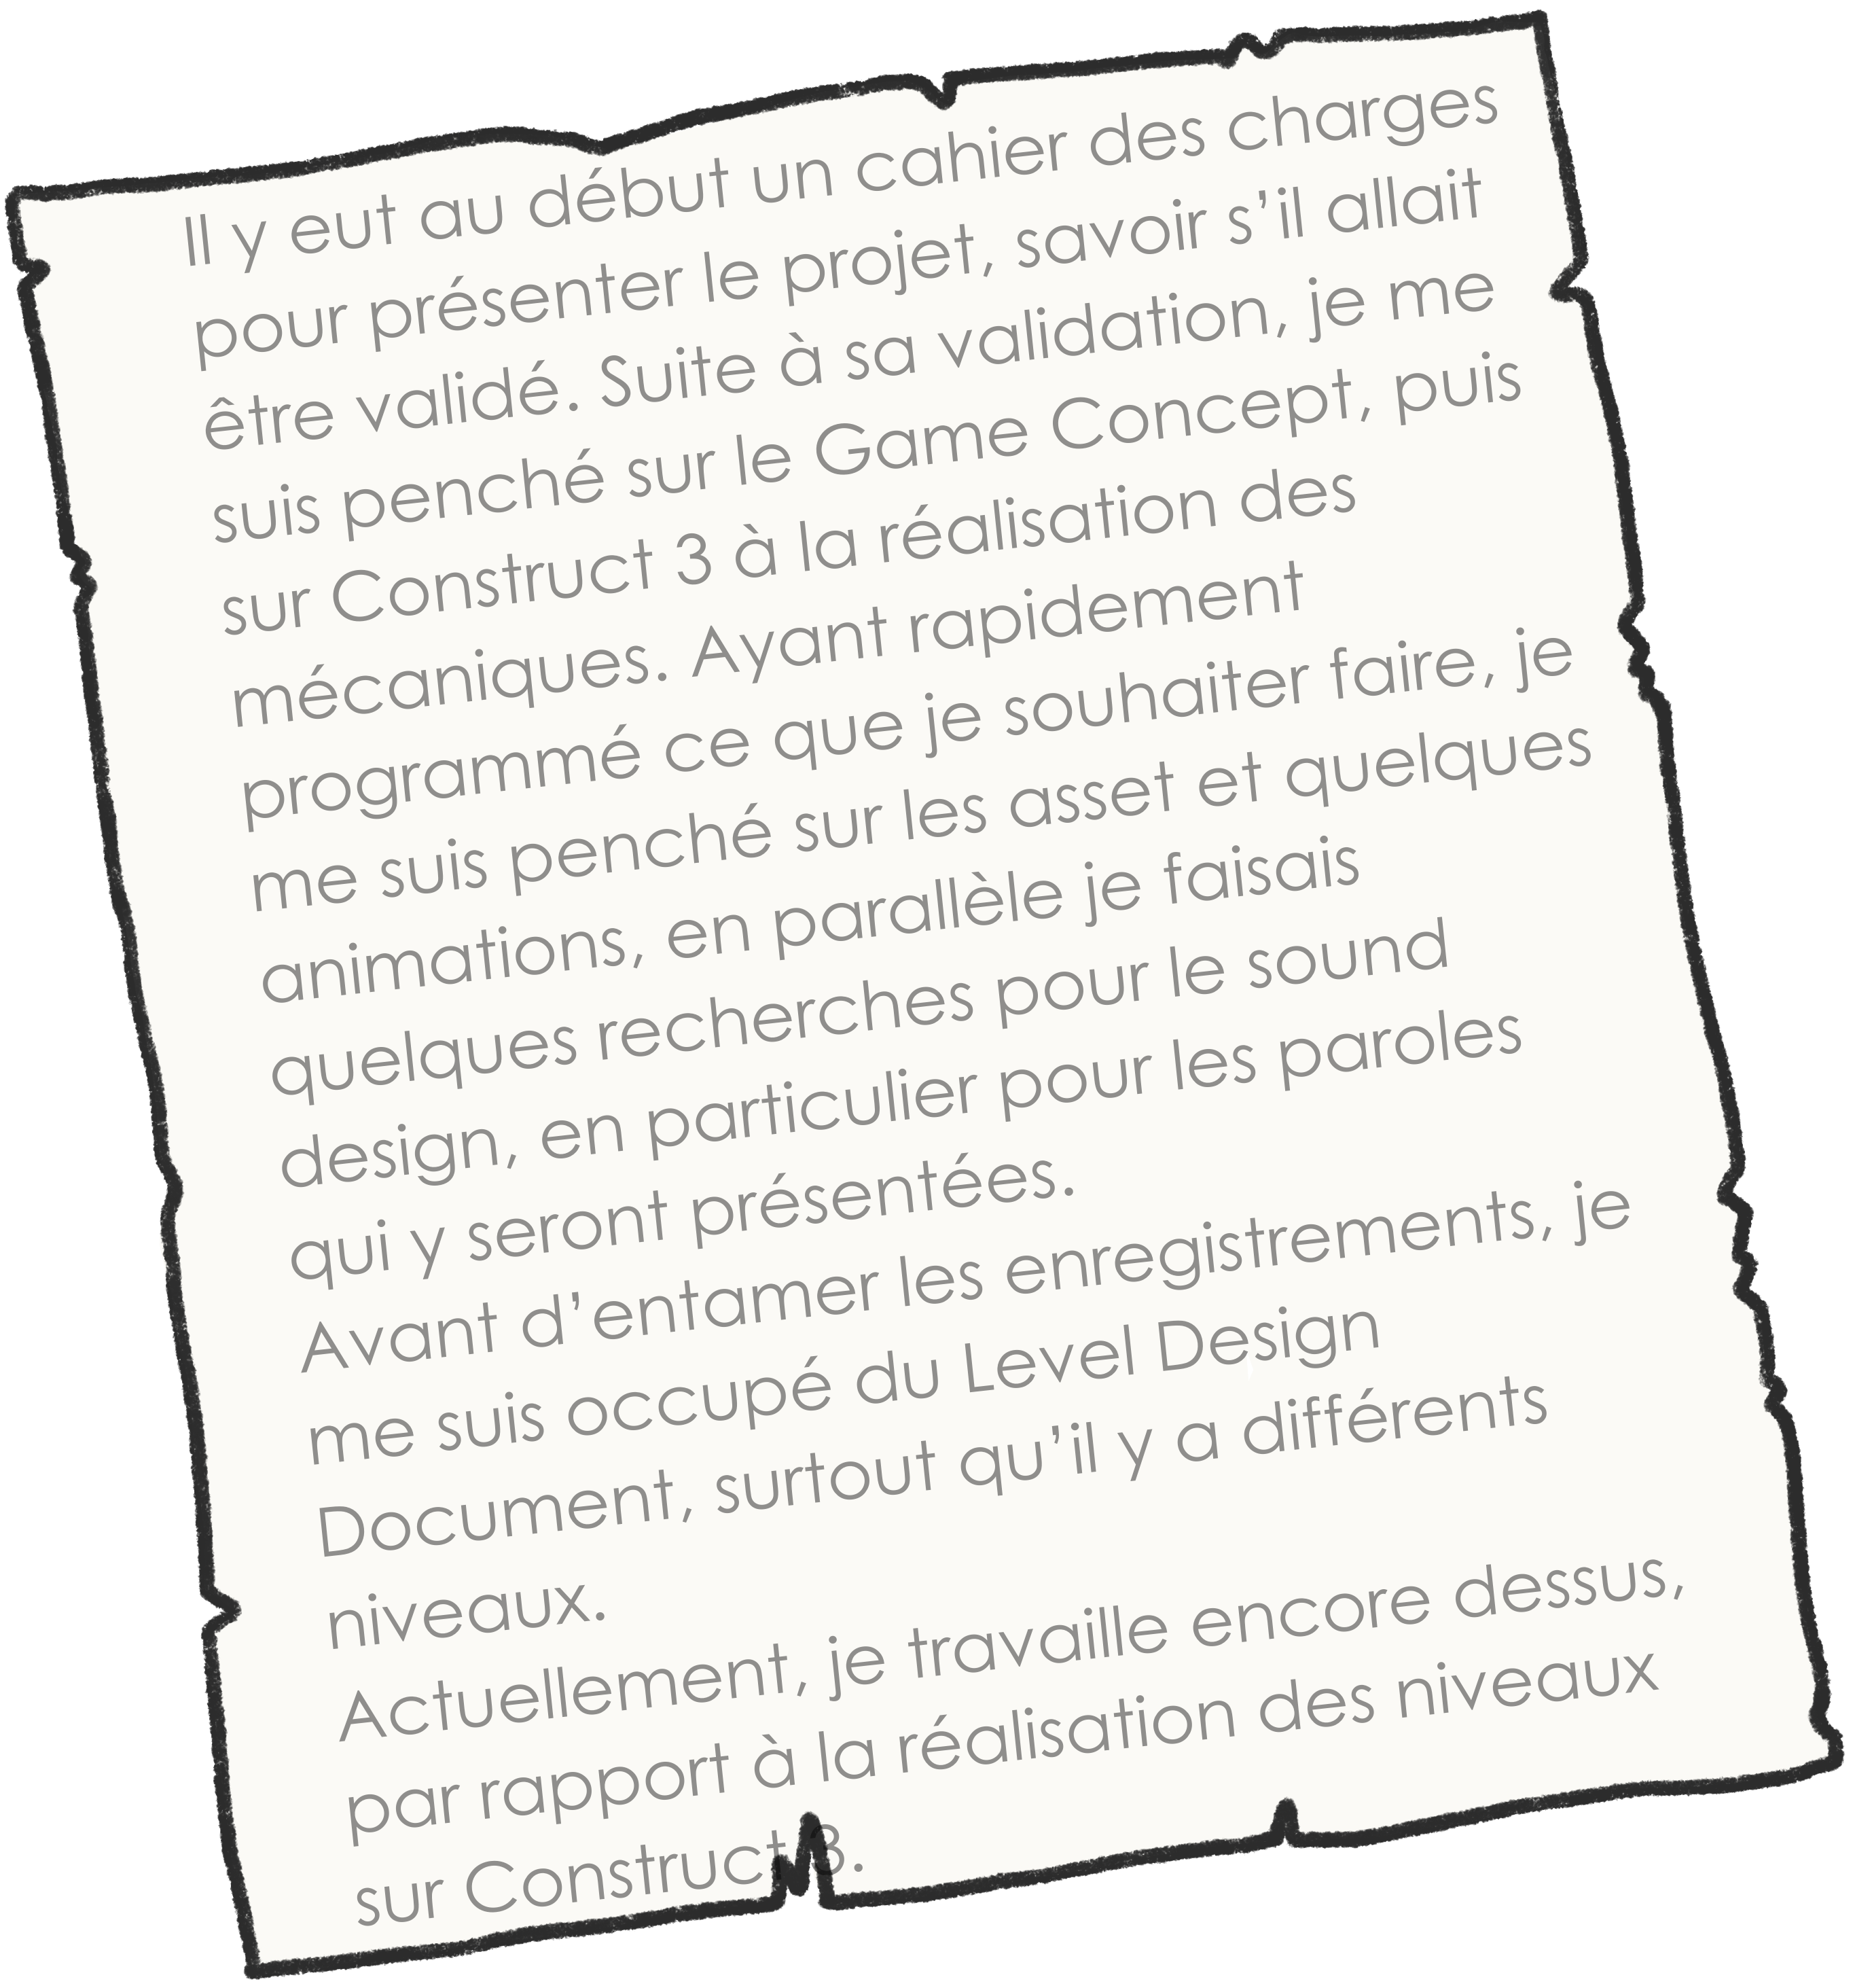 Il y eut au début un cahier des charges
pour présenter le projet, savoir s’il allait
être validé. Suite à sa validation, je me
suis penché sur le Game Concept, puis
sur Construct 3 à la réalisation des
mécaniques. Ayant rapidement
programmé ce que je souhaiter faire, je
me suis penché sur les asset et quelques
animations, en parallèle je faisais
quelques recherches pour le sound
design, en particulier pour les paroles
qui y seront présentées.
Avant d’entamer les enregistrements, je
me suis occupé du Level Design
Document, surtout qu’il y a différents
niveaux.
Actuellement, je travaille encore dessus,
par rapport à la réalisation des niveaux
sur Construct 3.